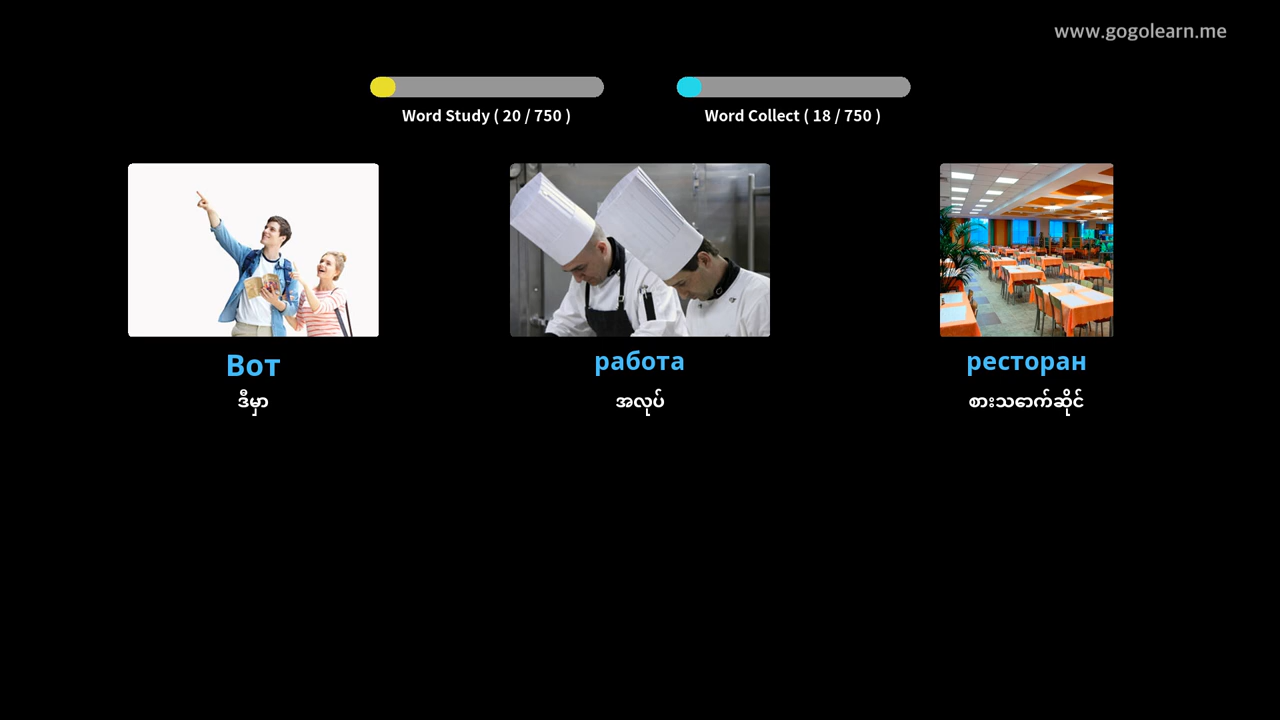 www.gogolearn.me
Word Study ( 20 / 750 )
Word Collect ( 18 / 750 )
Вот
работа
ресторан
ဒီမှာ
အလုပ်
စားသောက်ဆိုင်